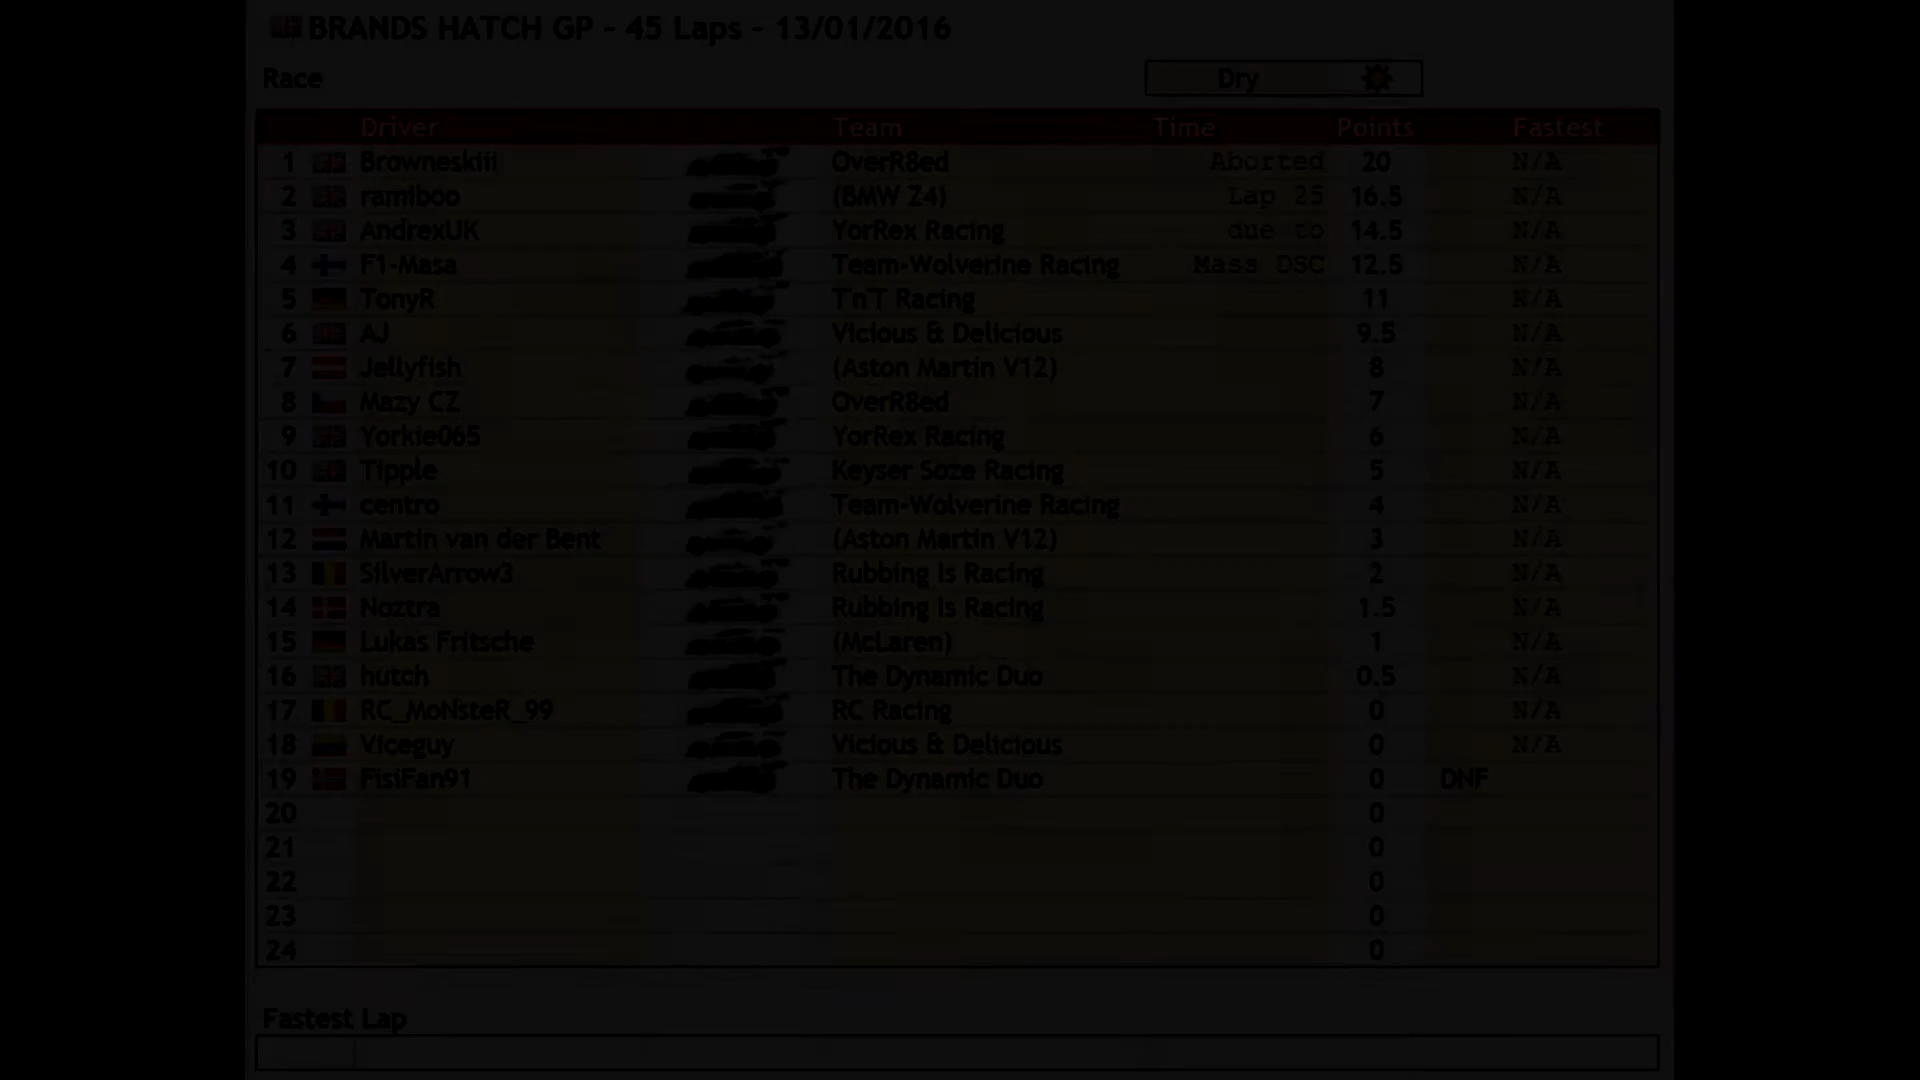 BRANDS HATCH GP - 45 Laps - 13/01/2016
Race Dry
Driver Team Time Points Fastest
1 Browneskiii OverR8ed Aborted 20 N/A
2 ramiboo (BMW Z4) Lap 25 16.5 N/A
3 AndrexUK YorRex Racing due to 14.5 N/A
4 F1-Masa Team-Wolverine Racing Mass DSC 12.5 N/A
5 TonyR TnT Racing 11 N/A
6 AJ Vicious & Delicious 9.5 N/A
7 Jellyfish (Aston Martin V12) 8 N/A
8 Mazy CZ OverR8ed 7 N/A
9 Yorkie065 YorRex Racing 6 N/A
10 Tipple Keyser Soze Racing 5 N/A
11 centro Team-Wolverine Racing 4 N/A
12 Martin van der Bent (Aston Martin V12) 3 N/A
13 SilverArrow3 Rubbing Is Racing 2 N/A
14 Noztra Rubbing Is Racing 1.5 N/A
15 Lukas Fritsche (McLaren) 1 N/A
16 hutch The Dynamic Duo 0.5 N/A
17 RC_MoNsteR_99 RC Racing 0 N/A
18 Viceguy Vicious & Delicious 0 N/A
19 FisiFan91 The Dynamic Duo 0 DNF
20 0
21 0
22 0
23 0
24 0
Fastest Lap